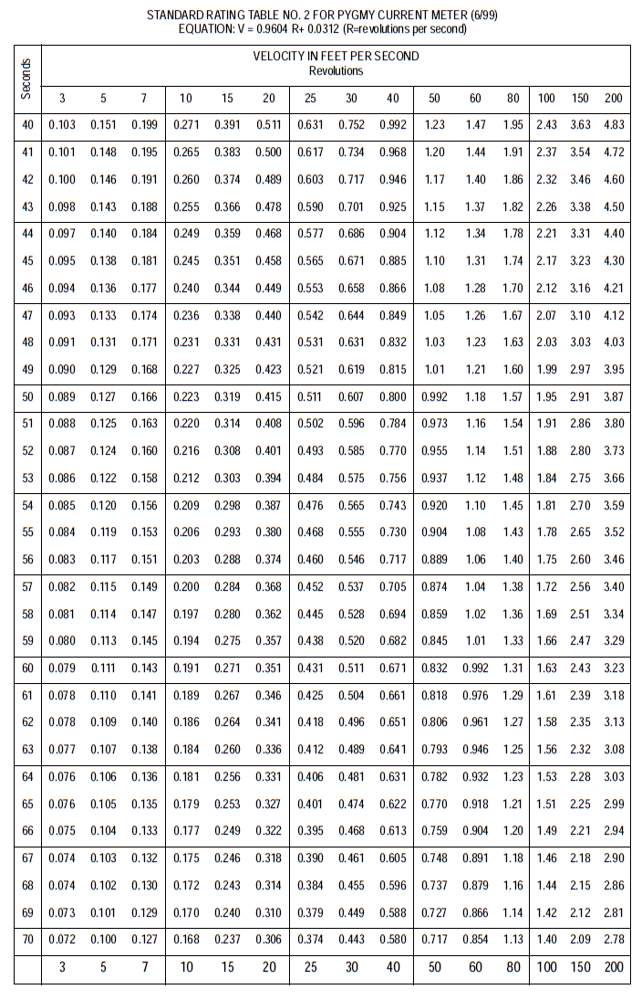 STANDARD RATING TABLE NO. 2 FOR PYGMY CURRENT METER (6/99)
EQUATION: V = 0.9604 R+ 0.0312 (R=revolutions per second)
Seconds
VELOCITY IN FEET PER SECOND
Revolutions
3 5 7 10 15 20 25 30 40 50 60 80 100 150 200
40 0.103 0.151 0.199 0.271 0.391 0.511 0.631 0.752 0.992 1.23 1.47 1.95 2.43 3.63 4.83
41 0.101 0.148 0.195 0.265 0.383 0.500 0.617 0.734 0.968 1.20 1.44 1.91 2.37 3.54 4.72
42 0.100 0.146 0.191 0.260 0.374 0.489 0.603 0.717 0.946 1.17 1.40 1.86 2.32 3.46 4.60
43 0.098 0.143 0.188 0.255 0.366 0.478 0.590 0.701 0.925 1.15 1.37 1.82 2.26 3.38 4.50
44 0.097 0.140 0.184 0.249 0.359 0.468 0.577 0.686 0.904 1.12 1.34 1.78 2.21 3.31 4.40
45 0.095 0.138 0.181 0.245 0.351 0.458 0.565 0.671 0.885 1.10 1.31 1.74 2.17 3.23 4.30
46 0.094 0.136 0.177 0.240 0.344 0.449 0.553 0.658 0.866 1.08 1.28 1.70 2.12 3.16 4.21
47 0.093 0.133 0.174 0.236 0.338 0.440 0.542 0.644 0.849 1.05 1.26 1.67 2.07 3.10 4.12
48 0.091 0.131 0.171 0.231 0.331 0.431 0.531 0.631 0.832 1.03 1.23 1.63 2.03 3.03 4.03
49 0.090 0.129 0.168 0.227 0.325 0.423 0.521 0.619 0.815 1.01 1.21 1.60 1.99 2.97 3.95
50 0.089 0.127 0.166 0.223 0.319 0.415 0.511 0.607 0.800 0.992 1.18 1.57 1.95 2.91 3.87
51 0.088 0.125 0.163 0.220 0.314 0.408 0.502 0.596 0.784 0.973 1.16 1.54 1.91 2.86 3.80
52 0.087 0.124 0.160 0.216 0.308 0.401 0.493 0.585 0.770 0.955 1.14 1.51 1.88 2.80 3.73
53 0.086 0.122 0.158 0.212 0.303 0.394 0.484 0.575 0.756 0.937 1.12 1.48 1.84 2.75 3.66
54 0.085 0.120 0.156 0.209 0.298 0.387 0.476 0.565 0.743 0.920 1.10 1.45 1.81 2.70 3.59
55 0.084 0.119 0.153 0.206 0.293 0.380 0.468 0.555 0.730 0.904 1.08 1.43 1.78 2.65 3.52
56 0.083 0.117 0.151 0.203 0.288 0.374 0.460 0.546 0.717 0.889 1.06 1.40 1.75 2.60 3.46
57 0.082 0.115 0.149 0.200 0.284 0.368 0.452 0.537 0.705 0.874 1.04 1.38 1.72 2.56 3.40
58 0.081 0.114 0.147 0.197 0.280 0.362 0.445 0.528 0.694 0.859 1.02 1.36 1.69 2.51 3.34
59 0.080 0.113 0.145 0.194 0.275 0.357 0.438 0.520 0.682 0.845 1.01 1.33 1.66 2.47 3.29
60 0.079 0.111 0.143 0.191 0.271 0.351 0.431 0.511 0.671 0.832 0.992 1.31 1.63 2.43 3.23
61 0.078 0.110 0.141 0.189 0.267 0.346 0.425 0.504 0.661 0.818 0.976 1.29 1.61 2.39 3.18
62 0.078 0.109 0.140 0.186 0.264 0.341 0.418 0.496 0.651 0.806 0.961 1.27 1.58 2.35 3.13
63 0.077 0.107 0.138 0.184 0.260 0.336 0.412 0.489 0.641 0.793 0.946 1.25 1.56 2.32 3.08
64 0.076 0.106 0.136 0.181 0.256 0.331 0.406 0.481 0.631 0.782 0.932 1.23 1.53 2.28 3.03
65 0.076 0.105 0.135 0.179 0.253 0.327 0.401 0.474 0.622 0.770 0.918 1.21 1.51 2.25 2.99
66 0.075 0.104 0.133 0.177 0.249 0.322 0.395 0.468 0.613 0.759 0.904 1.20 1.49 2.21 2.94
67 0.074 0.103 0.132 0.175 0.246 0.318 0.390 0.461 0.605 0.748 0.891 1.18 1.46 2.18 2.90
68 0.074 0.102 0.130 0.172 0.243 0.314 0.384 0.455 0.596 0.737 0.879 1.16 1.44 2.15 2.86
69 0.073 0.101 0.129 0.170 0.240 0.310 0.379 0.449 0.588 0.727 0.866 1.14 1.42 2.12 2.81
70 0.072 0.100 0.127 0.168 0.237 0.306 0.374 0.443 0.580 0.717 0.854 1.13 1.40 2.09 2.78
3 5 7 10 15 20 25 30 40 50 60 80 100 150 200